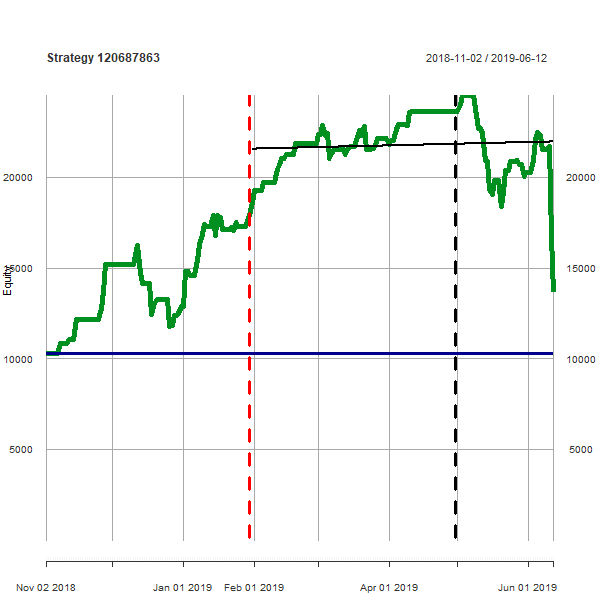 Strategy 120687863
2018-11-02 / 2019-06-12
20000
20000
15000
15000
Equity
10000
10000
5000
5000
Nov 02 2018
Jan 01 2019
Feb 01 2019
Apr 01 2019
Jun 01 2019